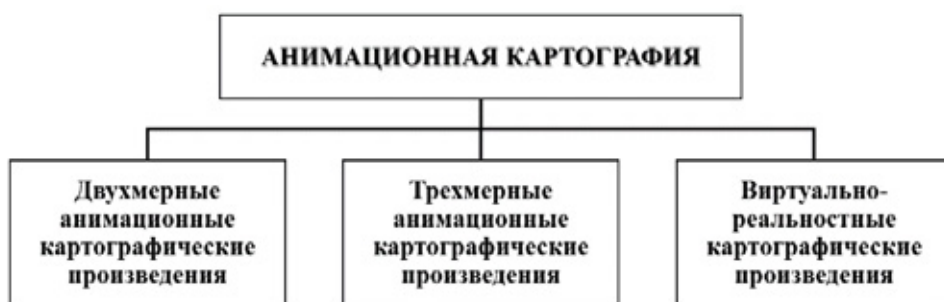 АНИМАЦИОННАЯ КАРТОГРАФИЯ
Двухмерные
анимационные
картографические
произведения
Трехмерные
анимационные
картографические
произведения
Виртуально-
реальностные
картографические
произведения